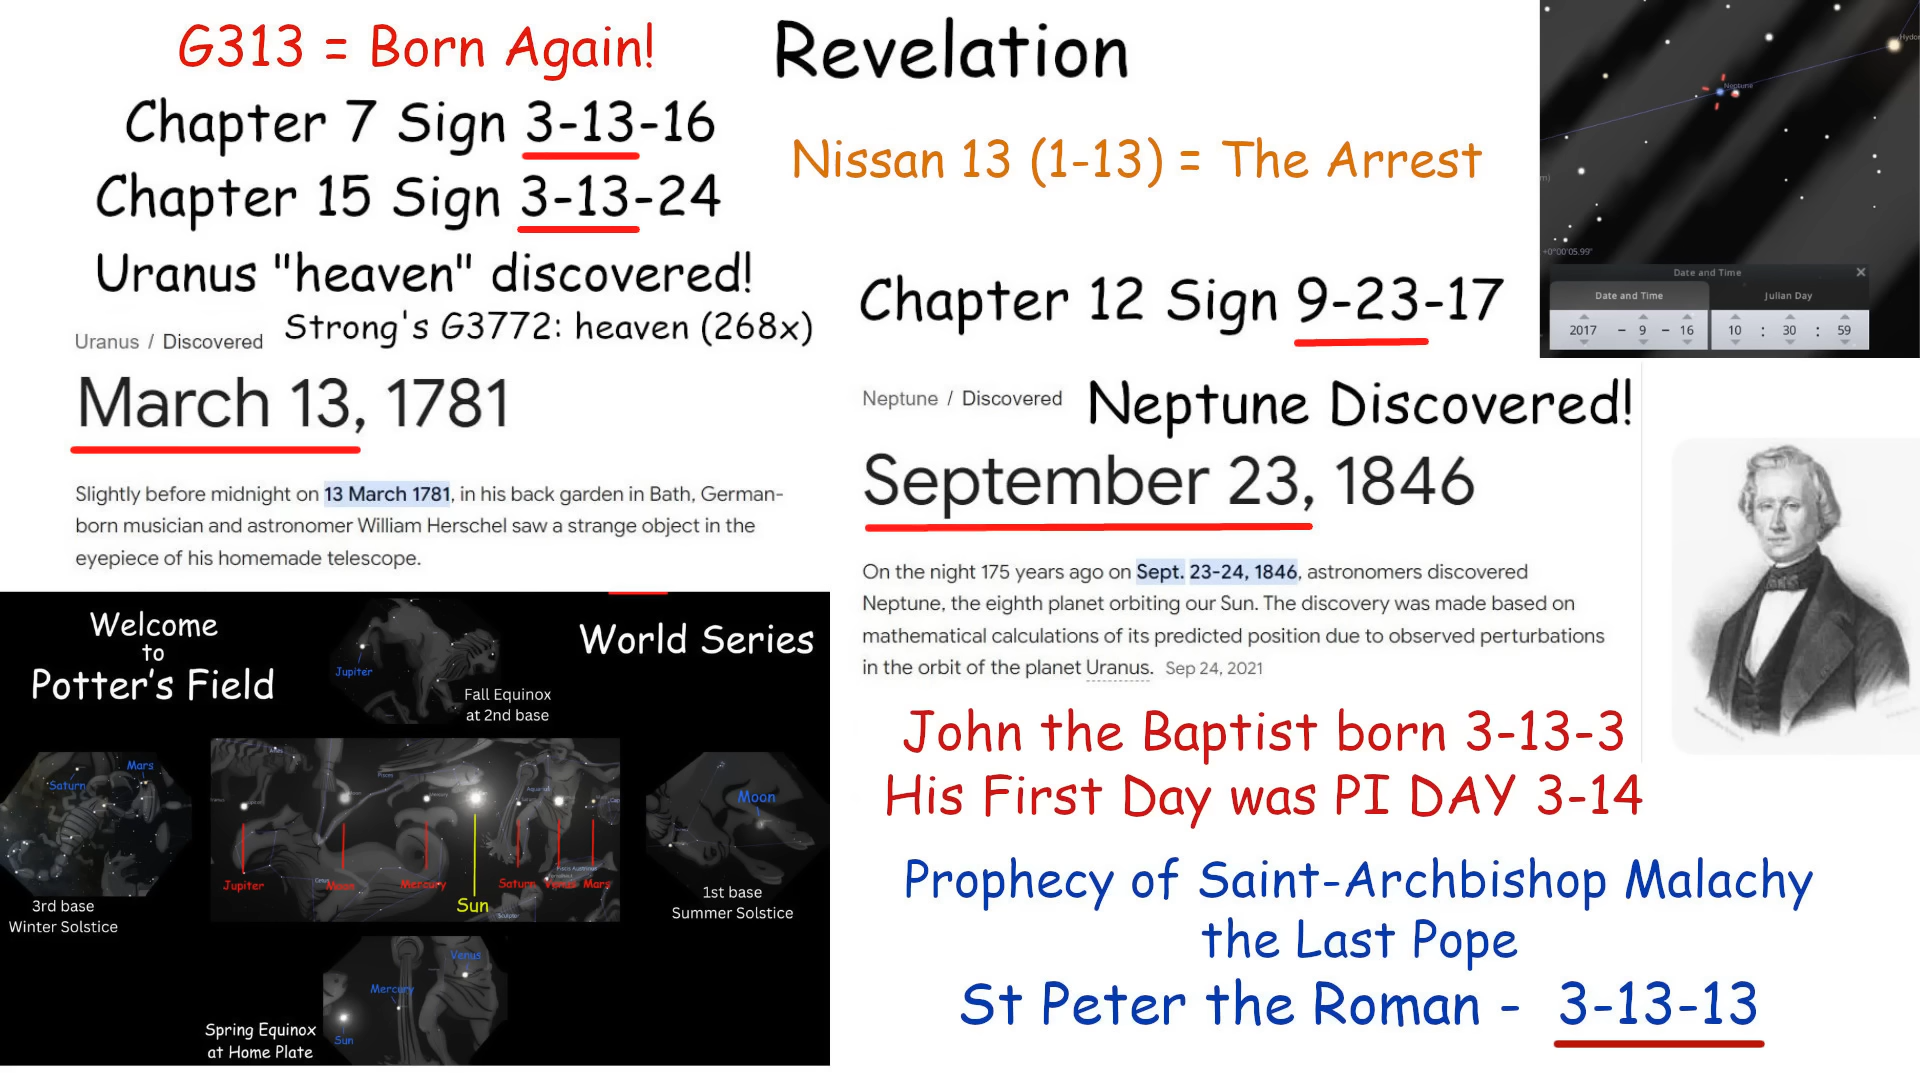 G313 = Born Again!
Chapter 7 Sign 3-13-16
Chapter 15 Sign 3-13-24
Uranus "heaven" discovered!
Strong's G3772: heaven (268x)
Uranus / Discovered
March 13, 1781
Slightly before midnight on 13 March 1781, in his back garden in Bath, German-
born musician and astronomer William Herschel saw a strange object in the
eyepiece of his homemade telescope.
Revelation
Nissan 13 (1-13) = The Arrest
Chapter 12 Sign 9-23-17
Neptune / Discovered
Neptune Discovered!
September 23, 1846
On the night 175 years ago on Sept. 23-24, 1846, astronomers discovered
Neptune, the eighth planet orbiting our Sun. The discovery was made based on
mathematical calculations of its predicted position due to observed perturbations
in the orbit of the planet Uranus. Sep 24, 2021
Neptune
+0°00'05.99"
Date and Time
Date and Time
Julian Day
2017 - 9 - 16
10 : 30 : 59
Welcome
to
Potter's Field
World Series
Jupiter
Fall Equinox
at 2nd base
Saturn
Mars
3rd base
Winter Solstice
Pisces
Aquarius
Jupiter
Moon
Mercury
Sun
Saturn
Venus
Mars
Piscis Austrinus
Sculptor
Moon
1st base
Summer Solstice
Venus
Mercury
Sun
Spring Equinox
at Home Plate
John the Baptist born 3-13-3
His First Day was PI DAY 3-14
Prophecy of Saint-Archbishop Malachy
the Last Pope
St Peter the Roman - 3-13-13